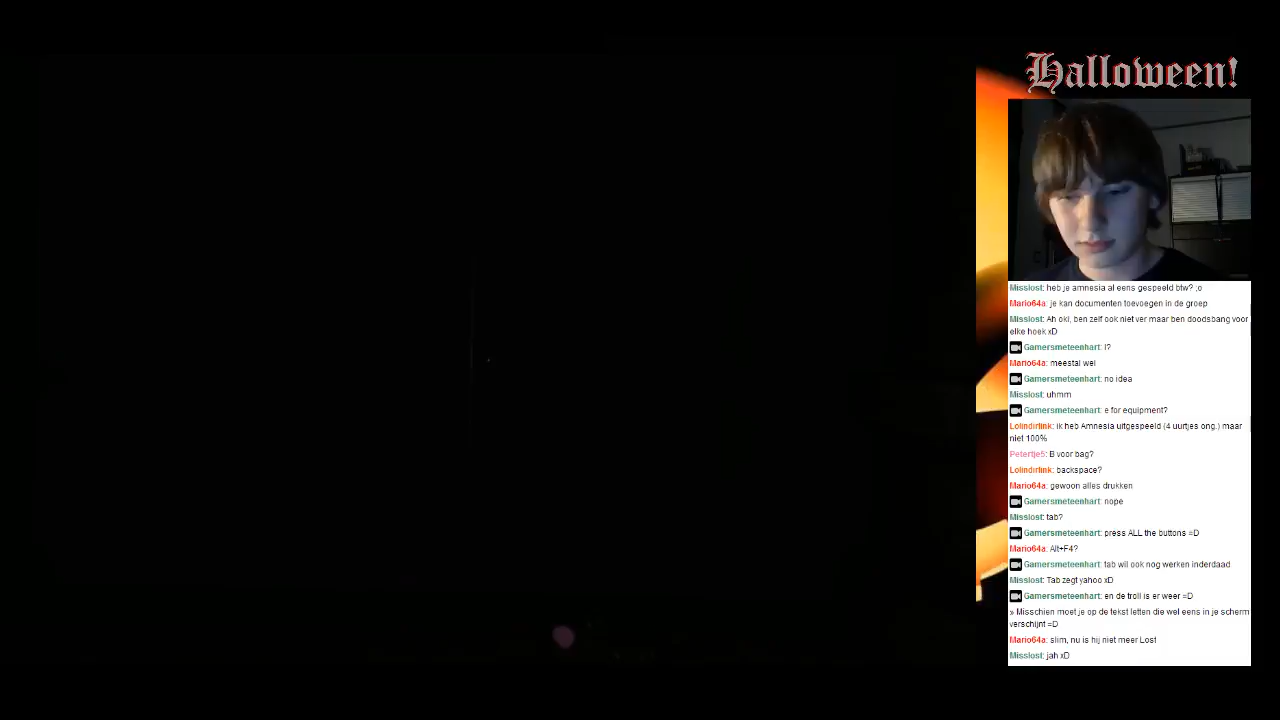 Halloween!
Misslost: heb je amnesia al eens gespeeld btw? ;o
Mario64a: je kan documenten toevoegen in de groep
Misslost: Ah oki, ben zelf ook niet ver maar ben doodsbang voor
elke hoek xD
Gamersmeteenhart: I?
Mario64a: meestal wel
Gamersmeteenhart: no idea
Misslost: uhmm
Gamersmeteenhart: e for equipment?
Lolindirlink: ik heb Amnesia uitgespeeld (4 uurtjes ong.) maar
niet 100%
Petertje5: B voor bag?
Lolindirlink: backspace?
Mario64a: gewoon alles drukken
Gamersmeteenhart: nope
Misslost: tab?
Gamersmeteenhart: press ALL the buttons =D
Mario64a: Alt+F4?
Gamersmeteenhart: tab wil ook nog werken inderdaad
Misslost: Tab zegt yahoo xD
Gamersmeteenhart: en de troll is er weer =D
» Misschien moet je op de tekst letten die wel eens in je scherm
verschijnt =D
Mario64a: slim, nu is hij niet meer Lost
Misslost: jah xD